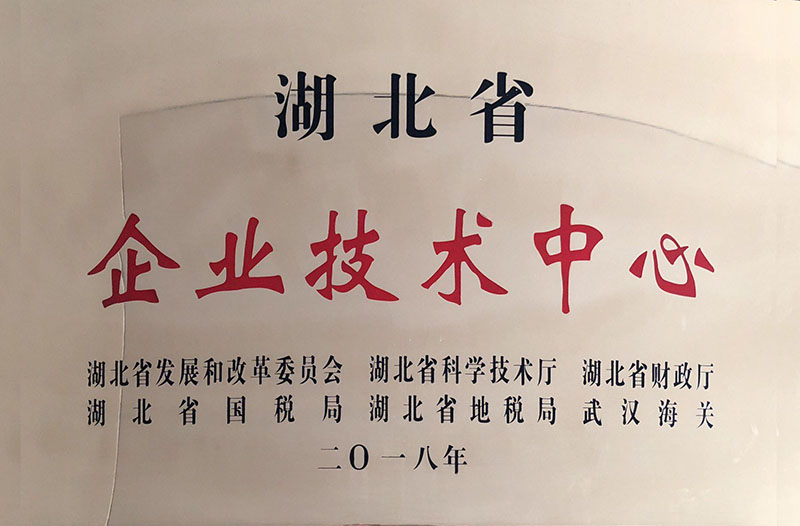 湖北省
企业技术中心
湖北省发展和改革委员会 湖北省科学技术厅 湖北省财政厅
湖北省国税局 湖北省地税局 武汉海关
二〇一八年